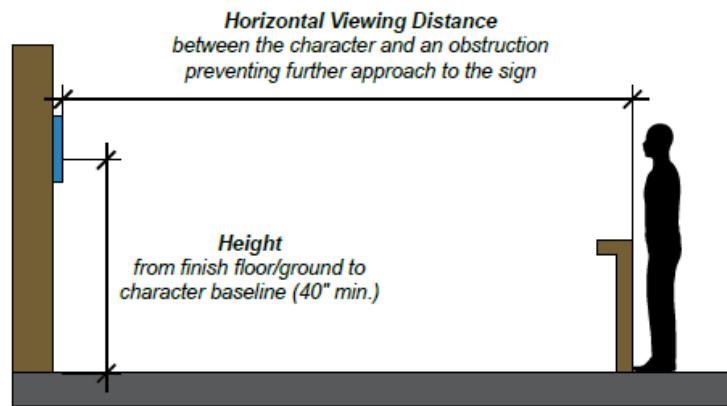 Horizontal Viewing Distance
between the character and an obstruction
preventing further approach to the sign
Height
from finish floor/ground to
character baseline (40" min.)